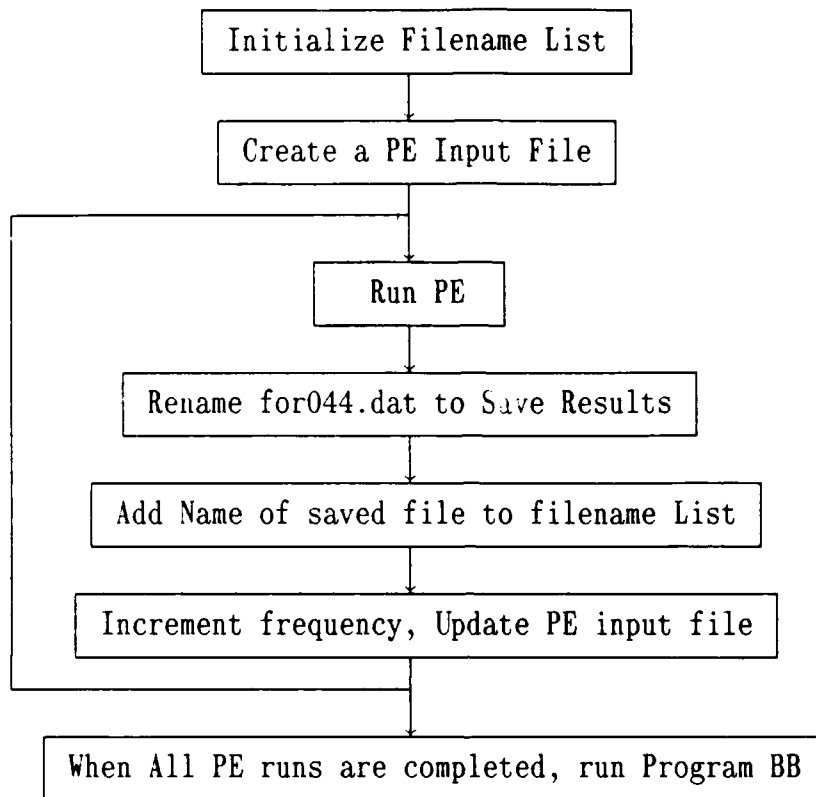 Initialize Filename List
Create a PE Input File
Run PE
Rename for044.dat to Save Results
Add Name of saved file to filename List
Increment frequency, Update PE input file
When All PE runs are completed, run Program BB